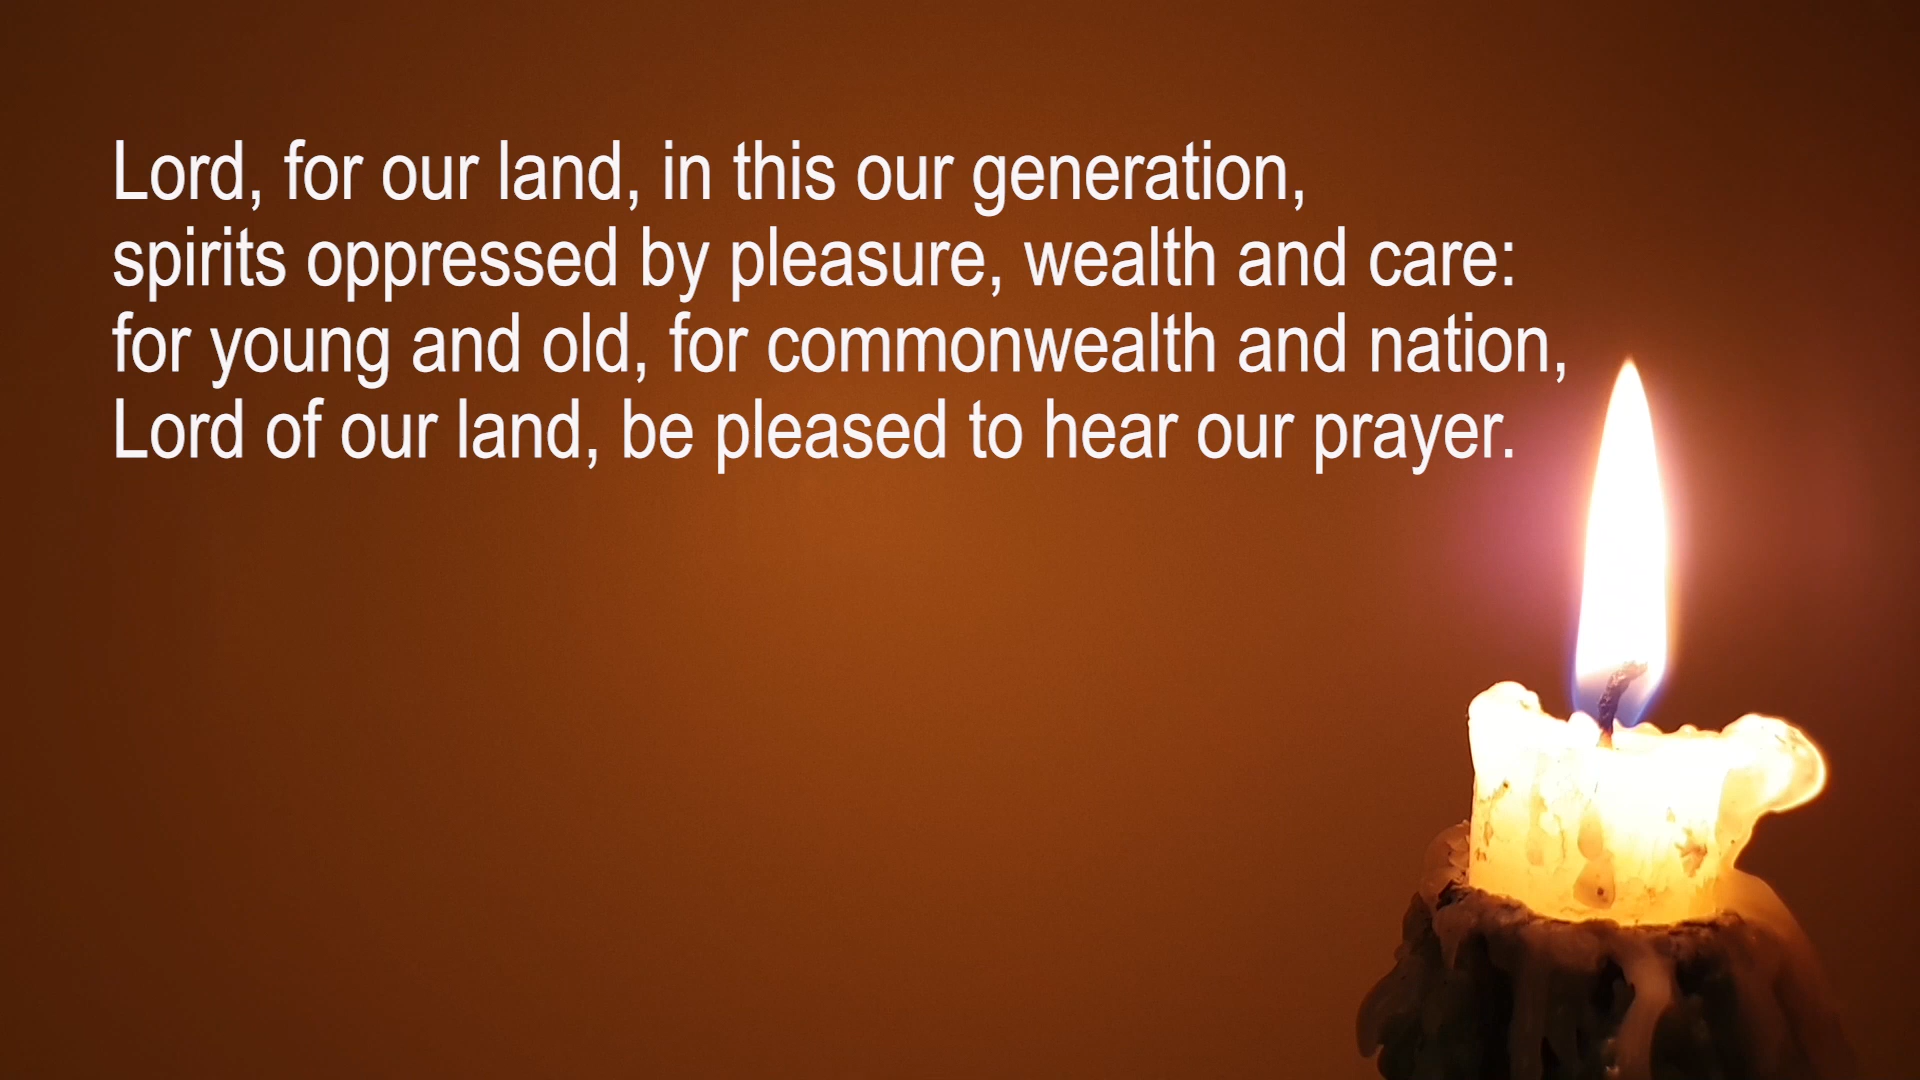 Lord, for our land, in this our generation,
spirits oppressed by pleasure, wealth and care:
for young and old, for commonwealth and nation,
Lord of our land, be pleased to hear our prayer.